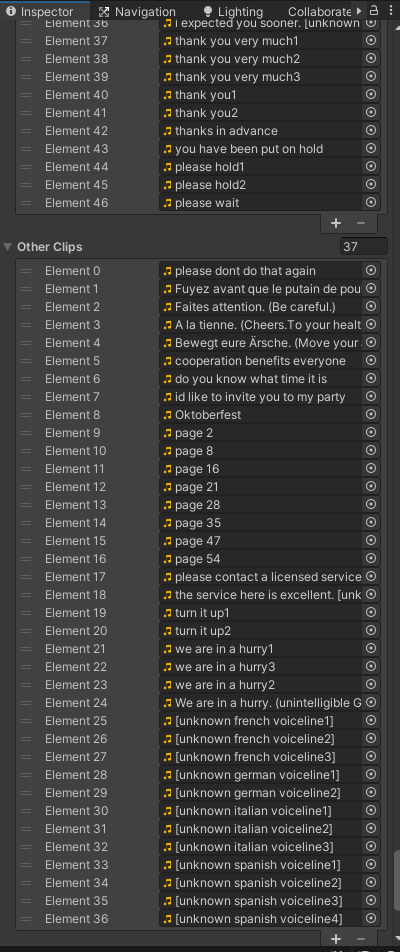 Inspector Navigation Lighting Collaborate
Element 36 i expected you sooner. [unknown
Element 37 thank you very much1
Element 38 thank you very much2
Element 39 thank you very much3
Element 40 thank you1
Element 41 thank you2
Element 42 thanks in advance
Element 43 you have been put on hold
Element 44 please hold1
Element 45 please hold2
Element 46 please wait
+ −
Other Clips 37
Element 0 please dont do that again
Element 1 Fuyez avant que le putain de pou
Element 2 Faites attention. (Be careful.)
Element 3 A la tienne. (Cheers.To your healt
Element 4 Bewegt eure Ärsche. (Move your
Element 5 cooperation benefits everyone
Element 6 do you know what time it is
Element 7 id like to invite you to my party
Element 8 Oktoberfest
Element 9 page 2
Element 10 page 8
Element 11 page 16
Element 12 page 21
Element 13 page 28
Element 14 page 35
Element 15 page 47
Element 16 page 54
Element 17 please contact a licensed service
Element 18 the service here is excellent. [unk
Element 19 turn it up1
Element 20 turn it up2
Element 21 we are in a hurry1
Element 22 we are in a hurry3
Element 23 we are in a hurry2
Element 24 We are in a hurry. (unintelligible G
Element 25 [unknown french voiceline1]
Element 26 [unknown french voiceline2]
Element 27 [unknown french voiceline3]
Element 28 [unknown german voiceline1]
Element 29 [unknown german voiceline2]
Element 30 [unknown italian voiceline1]
Element 31 [unknown italian voiceline2]
Element 32 [unknown italian voiceline3]
Element 33 [unknown spanish voiceline1]
Element 34 [unknown spanish voiceline2]
Element 35 [unknown spanish voiceline3]
Element 36 [unknown spanish voiceline4]
+ −